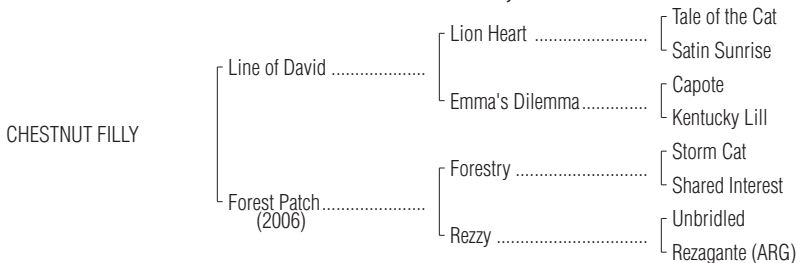 Tale of the Cat
Lion Heart ........................
Satin Sunrise
Line of David ....................
Capote
Emma's Dilemma..............
Kentucky Lill
CHESTNUT FILLY
Storm Cat
Forestry ............................
Shared Interest
Forest Patch......................
(2006)
Unbridled
Rezzy ................................
Rezagante (ARG)